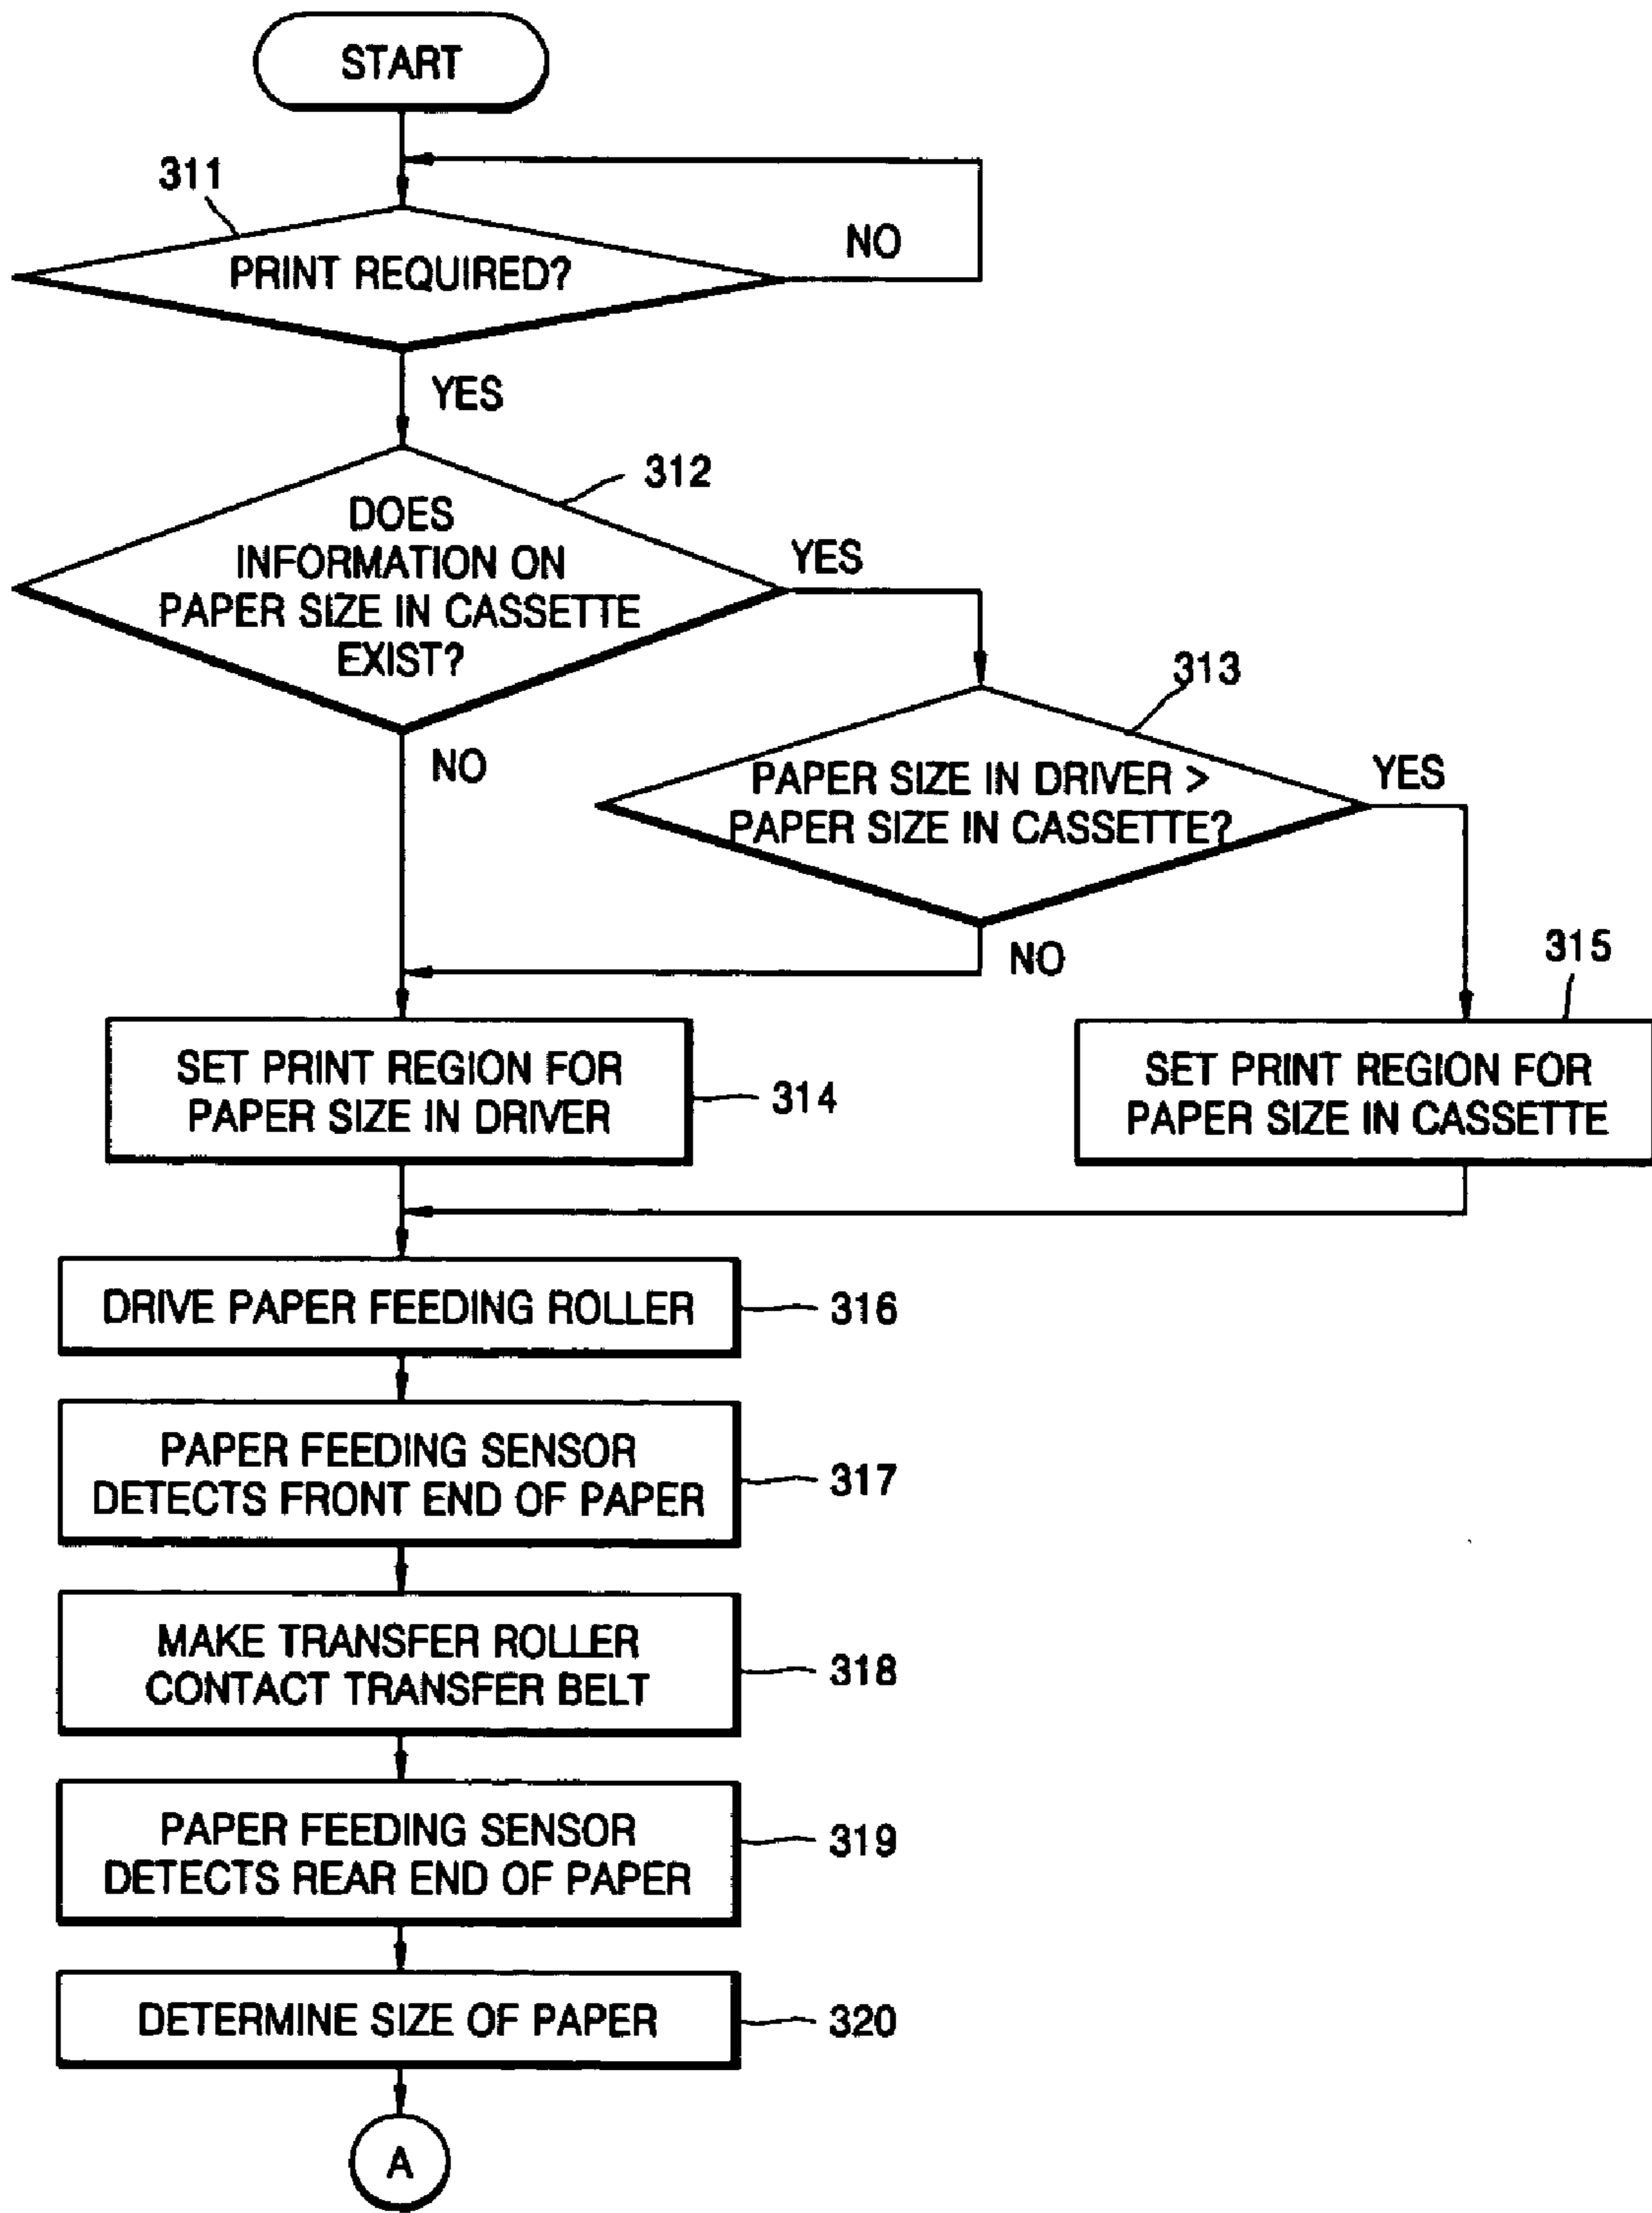 START
311
NO
PRINT REQUIRED?
YES
312
DOES
INFORMATION ON
PAPER SIZE IN CASSETTE
EXIST?
YES
313
NO
PAPER SIZE IN DRIVER >
PAPER SIZE IN CASSETTE?
YES
NO
315
SET PRINT REGION FOR
PAPER SIZE IN DRIVER
314
SET PRINT REGION FOR
PAPER SIZE IN CASSETTE
DRIVE PAPER FEEDING ROLLER
316
PAPER FEEDING SENSOR
DETECTS FRONT END OF PAPER
317
MAKE TRANSFER ROLLER
CONTACT TRANSFER BELT
318
PAPER FEEDING SENSOR
DETECTS REAR END OF PAPER
319
DETERMINE SIZE OF PAPER
320
A